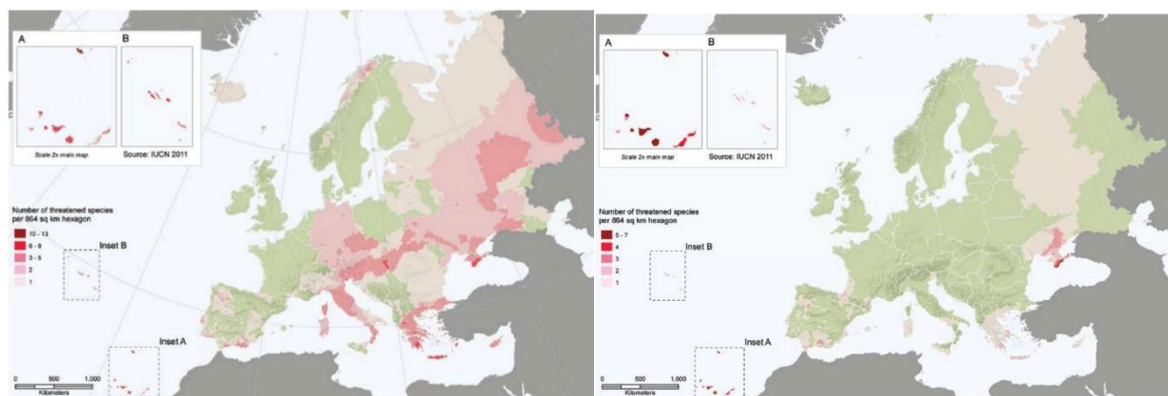 A
B
Scale 2x main map
Source: IUCN 2011
Number of threatened species
per 864 sq km hexagon
10 - 13
6 - 9
3 - 5
2
1
Inset B
Inset A
0 500 1,000
Kilometers
A
B
Scale 2x main map
Source: IUCN 2011
Number of threatened species
per 864 sq km hexagon
5 - 7
4
3
2
1
Inset B
Inset A
0 500 1,000
Kilometers